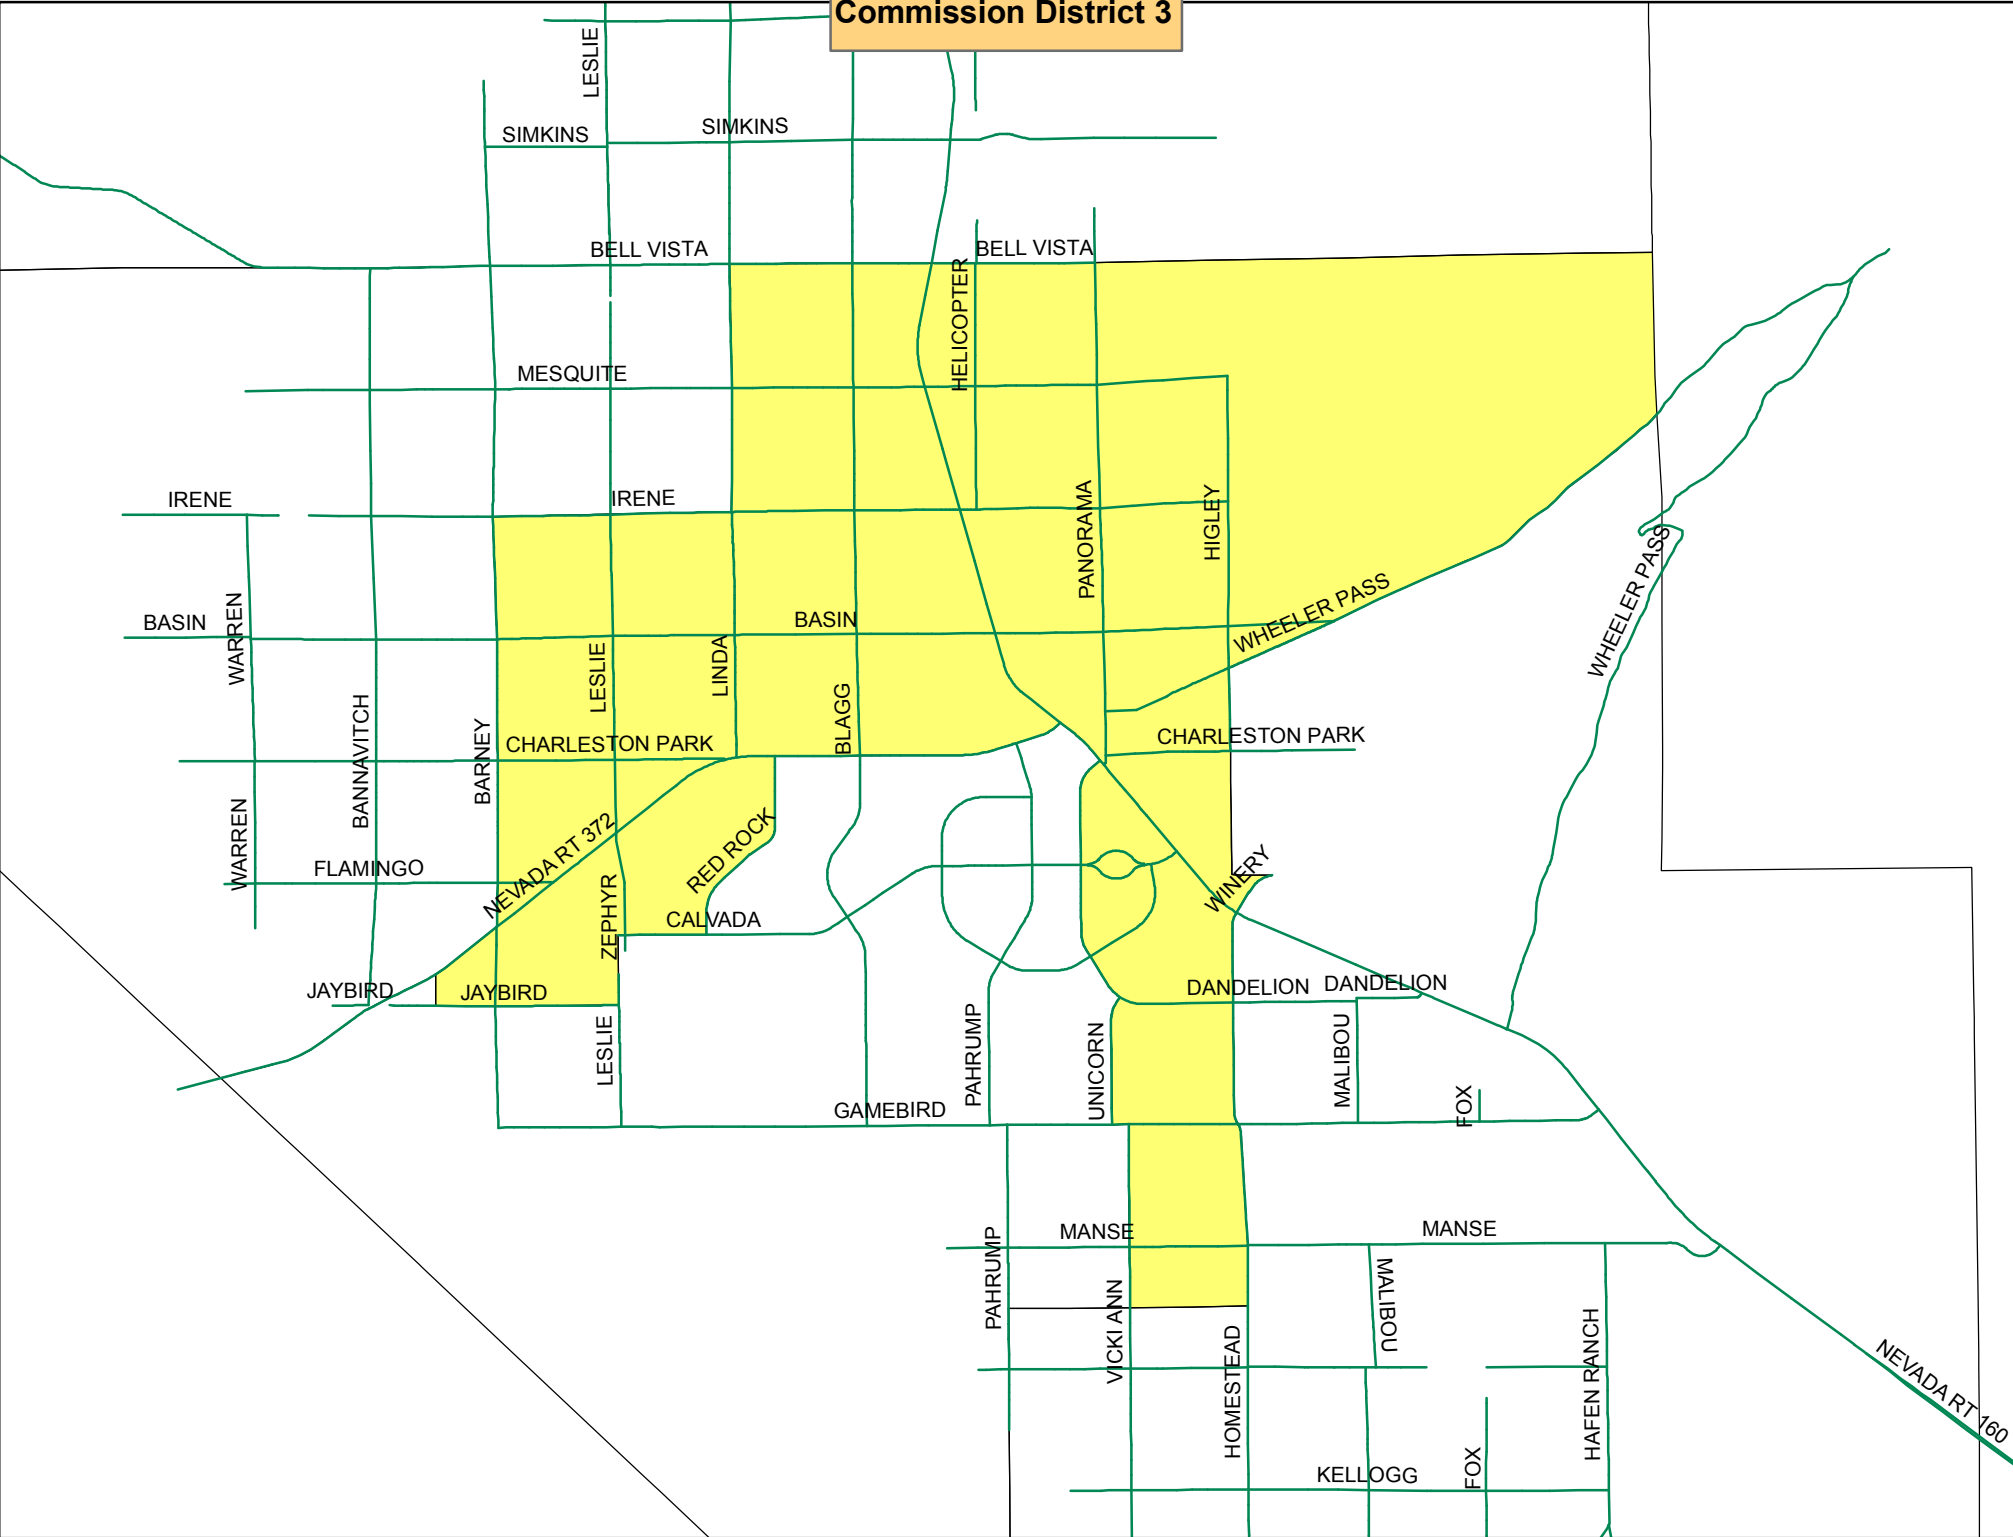 Commission District 3
LESLIE
SIMKINS
SIMKINS
BELL VISTA
BELL VISTA
HELICOPTER
MESQUITE
IRENE
IRENE
PANORAMA
HIGLEY
WHEELER PASS
WHEELER PASS
BASIN
BASIN
WARREN
LESLIE
LINDA
BLAGG
BANNAVITCH
BARNEY
CHARLESTON PARK
CHARLESTON PARK
WARREN
FLAMINGO
NEVADA RT 372
RED ROCK
WINERY
ZEPHYR
CALVADA
JAYBIRD
JAYBIRD
DANDELION
DANDELION
LESLIE
PAHRUMP
UNICORN
MALIBOU
FOX
GAMEBIRD
MANSE
MANSE
PAHRUMP
VICKI ANN
MALIBOU
HOMESTEAD
HAFEN RANCH
NEVADA RT 160
KELLOGG
FOX